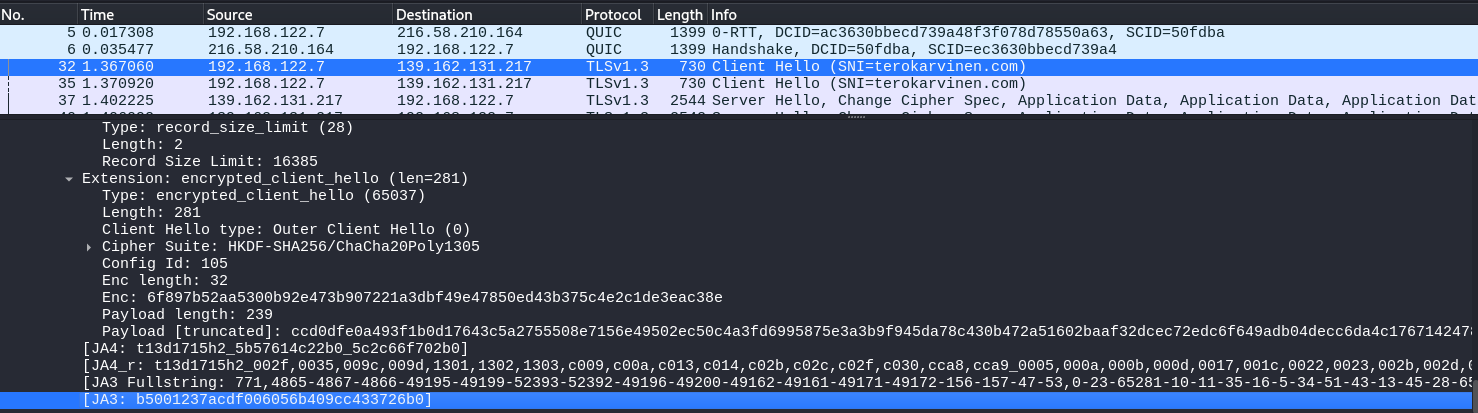 No. Time Source Destination Protocol Length Info
5 0.017308 192.168.122.7 216.58.210.164 QUIC 1399 0-RTT, DCID=ac3630bbecd739a48f3f078d78550a63, SCID=50fdba
6 0.035477 216.58.210.164 192.168.122.7 QUIC 1399 Handshake, DCID=50fdba, SCID=ec3630bbecd739a4
32 1.367060 192.168.122.7 139.162.131.217 TLSv1.3 730 Client Hello (SNI=terokarvinen.com)
35 1.370920 192.168.122.7 139.162.131.217 TLSv1.3 730 Client Hello (SNI=terokarvinen.com)
37 1.402225 139.162.131.217 192.168.122.7 TLSv1.3 2544 Server Hello, Change Cipher Spec, Application Data, Application Data, Application Dat
Type: record_size_limit (28)
Length: 2
Record Size Limit: 16385
Extension: encrypted_client_hello (len=281)
Type: encrypted_client_hello (65037)
Length: 281
Client Hello type: Outer Client Hello (0)
Cipher Suite: HKDF-SHA256/ChaCha20Poly1305
Config Id: 105
Enc length: 32
Enc: 6f897b52aa5300b92e473b907221a3dbf49e47850ed43b375c4e2c1de3eac38e
Payload length: 239
Payload [truncated]: ccd0dfe0a493f1b0d17643c5a2755508e7156e49502ec50c4a3fd6995875e3a3b9f945da78c430b472a51602baaf32dcec72edc6f649adb04decc6da4c1767142478
[JA4: t13d1715h2_5b57614c22b0_5c2c66f702b0]
[JA4_r: t13d1715h2_002f,0035,009c,009d,1301,1302,1303,c009,c00a,c013,c014,c02b,c02c,c02f,c030,cca8,cca9_0005,000a,000b,000d,0017,001c,0022,0023,002b,002d,0
[JA3 Fullstring: 771,4865-4867-4866-49195-49199-52393-52392-49196-49200-49162-49161-49171-49172-156-157-47-53,0-23-65281-10-11-35-16-5-34-51-43-13-45-28-65
[JA3: b5001237acdf006056b409cc433726b0]